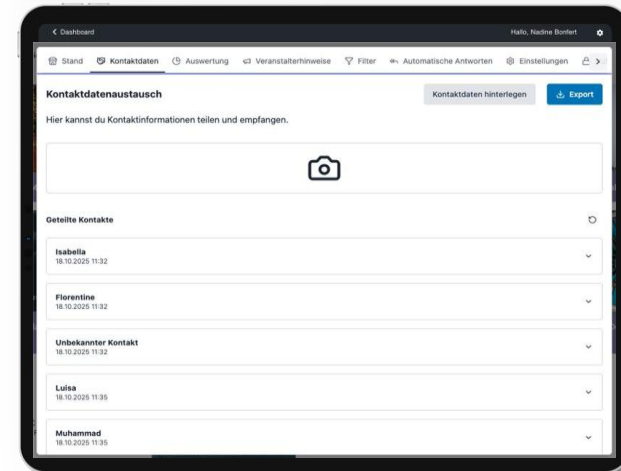 Dashboard
Hallo, Nadine Bonfert
Stand
Kontaktdaten
Auswertung
Veranstalterhinweise
Filter
Automatische Antworten
Einstellungen
Kontaktdatenaustausch
Kontaktdaten hinterlegen
Export
Hier kannst du Kontaktinformationen teilen und empfangen.
Geteilte Kontakte
Isabella
18.10.2025 11:32
Florentine
18.10.2025 11:32
Unbekannter Kontakt
18.10.2025 11:32
Luisa
18.10.2025 11:35
Muhammad
18.10.2025 11:35